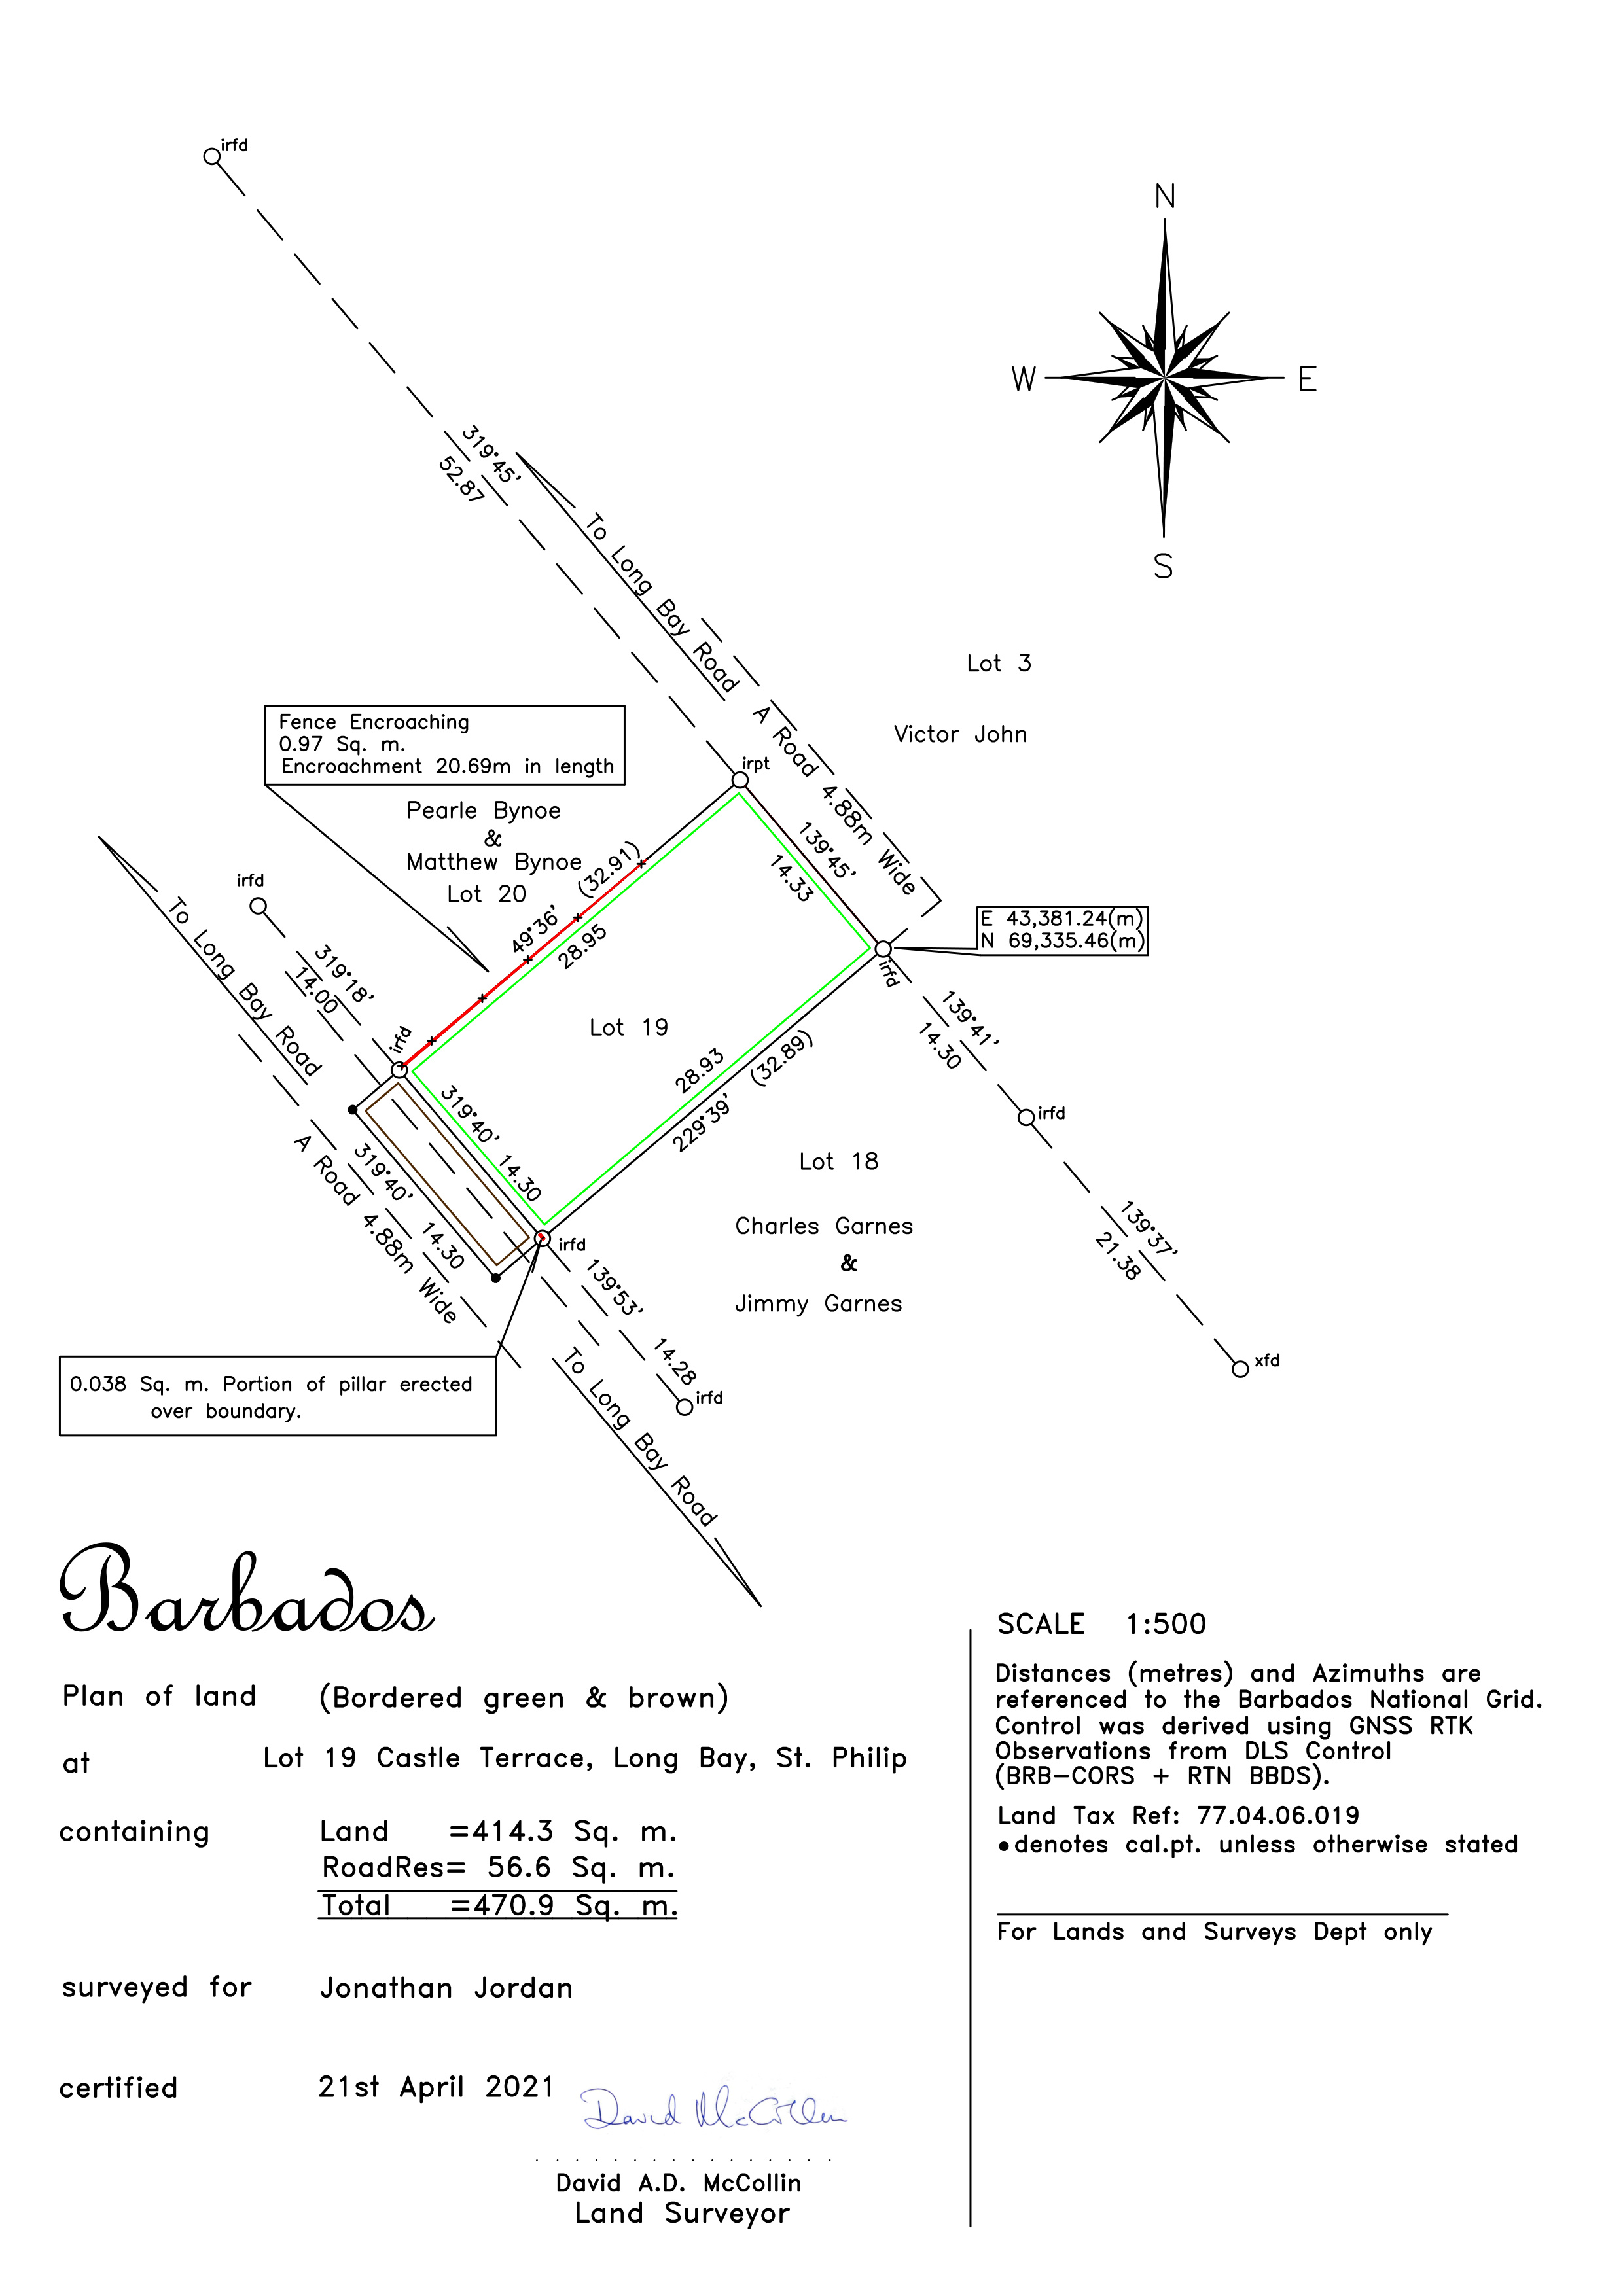 irfd
N
W
E
S
319°45’
52.87
To Long Bay Road
A Road 4.88m Wide
Lot 3
Victor John
Fence Encroaching
0.97 Sq. m.
Encroachment 20.69m in length
irpt
Pearle Bynoe
&
Matthew Bynoe
Lot 20
(32.91)
49°36’
28.95
139°45’
14.33
irfd
To Long Bay Road
319°18’
14.00
E 43,381.24(m)
N 69,335.46(m)
irfd
Lot 19
irfd
139°41’
14.30
28.93
(32.89)
229°39’
319°40’
14.30
irfd
A Road 4.88m Wide
319°40’
14.30
Lot 18
Charles Garnes
&
Jimmy Garnes
irfd
139°53’
14.28
irfd
139°37’
21.38
xfd
0.038 Sq. m. Portion of pillar erected
over boundary.
To Long Bay Road
Barbados
Plan of land (Bordered green & brown)
at Lot 19 Castle Terrace, Long Bay, St. Philip
containing Land =414.3 Sq. m.
RoadRes= 56.6 Sq. m.
Total =470.9 Sq. m.
surveyed for Jonathan Jordan
certified 21st April 2021
David McCollin
David A.D. McCollin
Land Surveyor
SCALE 1:500
Distances (metres) and Azimuths are
referenced to the Barbados National Grid.
Control was derived using GNSS RTK
Observations from DLS Control
(BRB-CORS + RTN BBDS).
Land Tax Ref: 77.04.06.019
•denotes cal.pt. unless otherwise stated
For Lands and Surveys Dept only